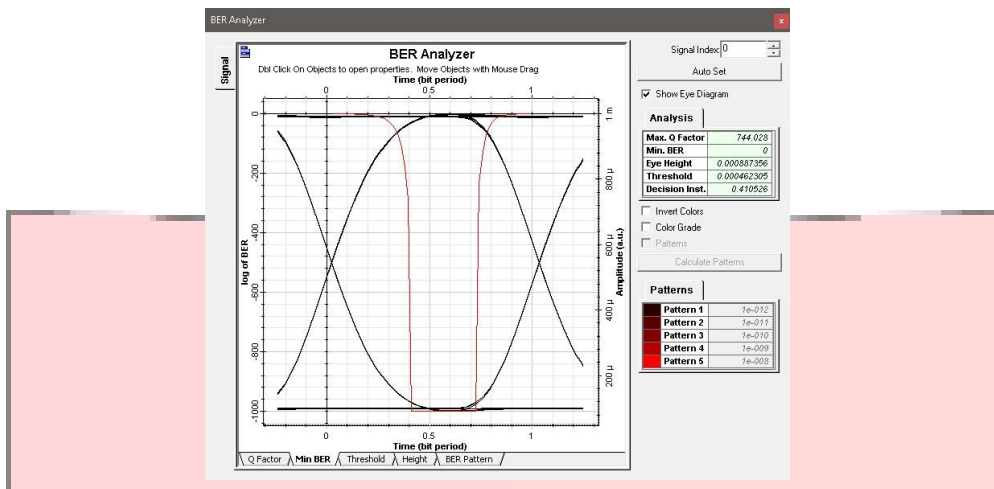 BER Analyzer
x
Signal
BER Analyzer
Dbl Click On Objects to open properties. Move Objects with Mouse Drag
Time (bit period)
0 0.5 1
0
-200
-400
-600
-800
-1000
log of BER
1 m
800 µ
600 µ
400 µ
200 µ
Amplitude (a.u.)
0 0.5 1
Time (bit period)
Q Factor Min BER Threshold Height BER Pattern
Signal Index: 0
Auto Set
Show Eye Diagram
Analysis
Max. Q Factor 744.028
Min. BER 0
Eye Height 0.000887356
Threshold 0.000462305
Decision Inst. 0.410526
Invert Colors
Color Grade
Patterns
Calculate Patterns
Patterns
Pattern 1 1e-012
Pattern 2 1e-011
Pattern 3 1e-010
Pattern 4 1e-009
Pattern 5 1e-008